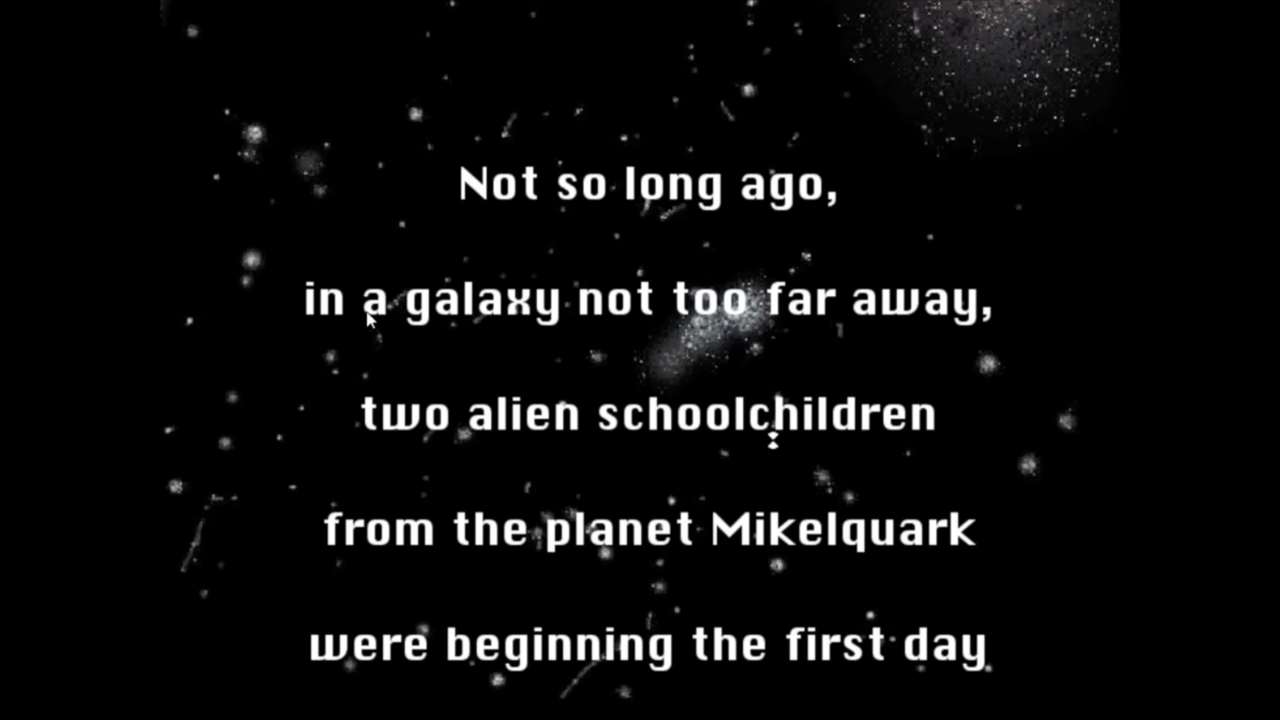 Not so long ago,
in a galaxy not too far away,
two alien schoolchildren
from the planet Mikelquark
were beginning the first day